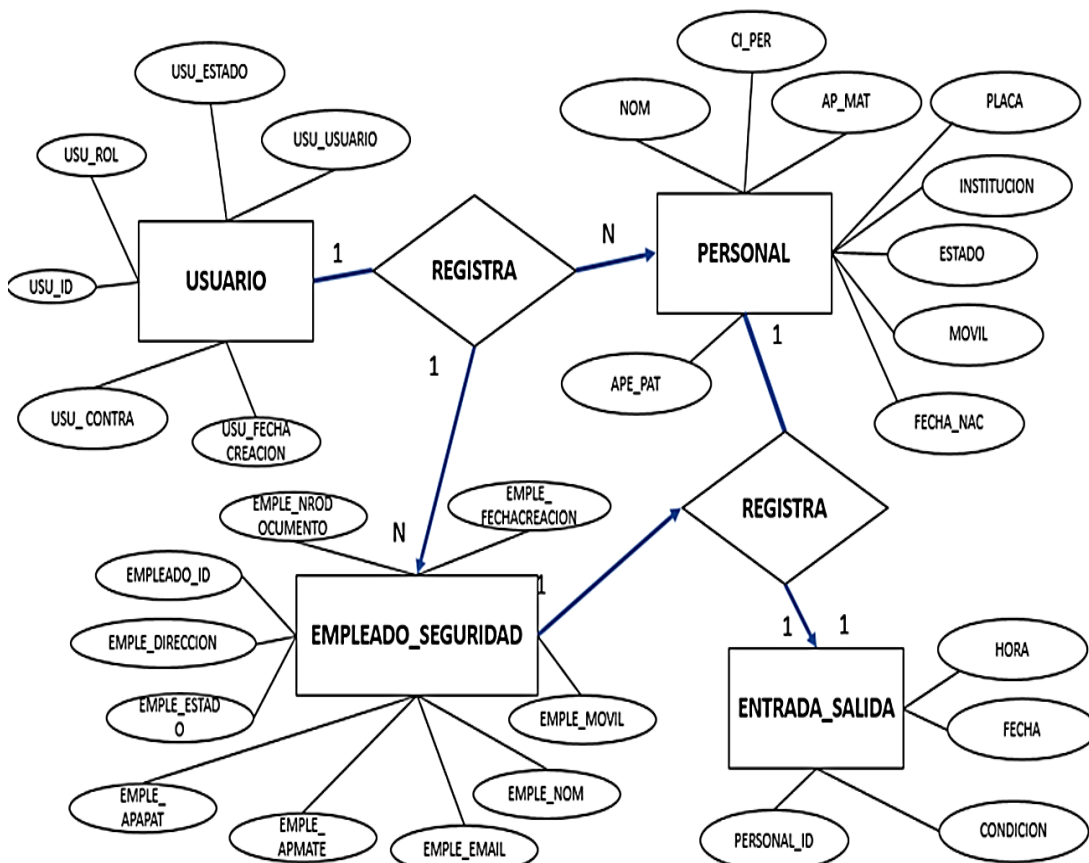 CI_PER
USU_ESTADO
NOM
AP_MAT
PLACA
USU_USUARIO
USU_ROL
INSTITUCION
USUARIO
1
REGISTRA
N
PERSONAL
ESTADO
USU_ID
MOVIL
1
1
APE_PAT
USU_ CONTRA
USU_FECHA
CREACION
FECHA_NAC
EMPLE_NROD
OCUMENTO
EMPLE_
FECHACREACION
REGISTRA
N
EMPLEADO_ID
1
EMPLE_DIRECCION
EMPLEADO_SEGURIDAD
1
1
HORA
EMPLE_ESTAD
O
EMPLE_MOVIL
ENTRADA_SALIDA
FECHA
EMPLE_
APAPAT
EMPLE_NOM
EMPLE_
APMATE
EMPLE_EMAIL
PERSONAL_ID
CONDICION